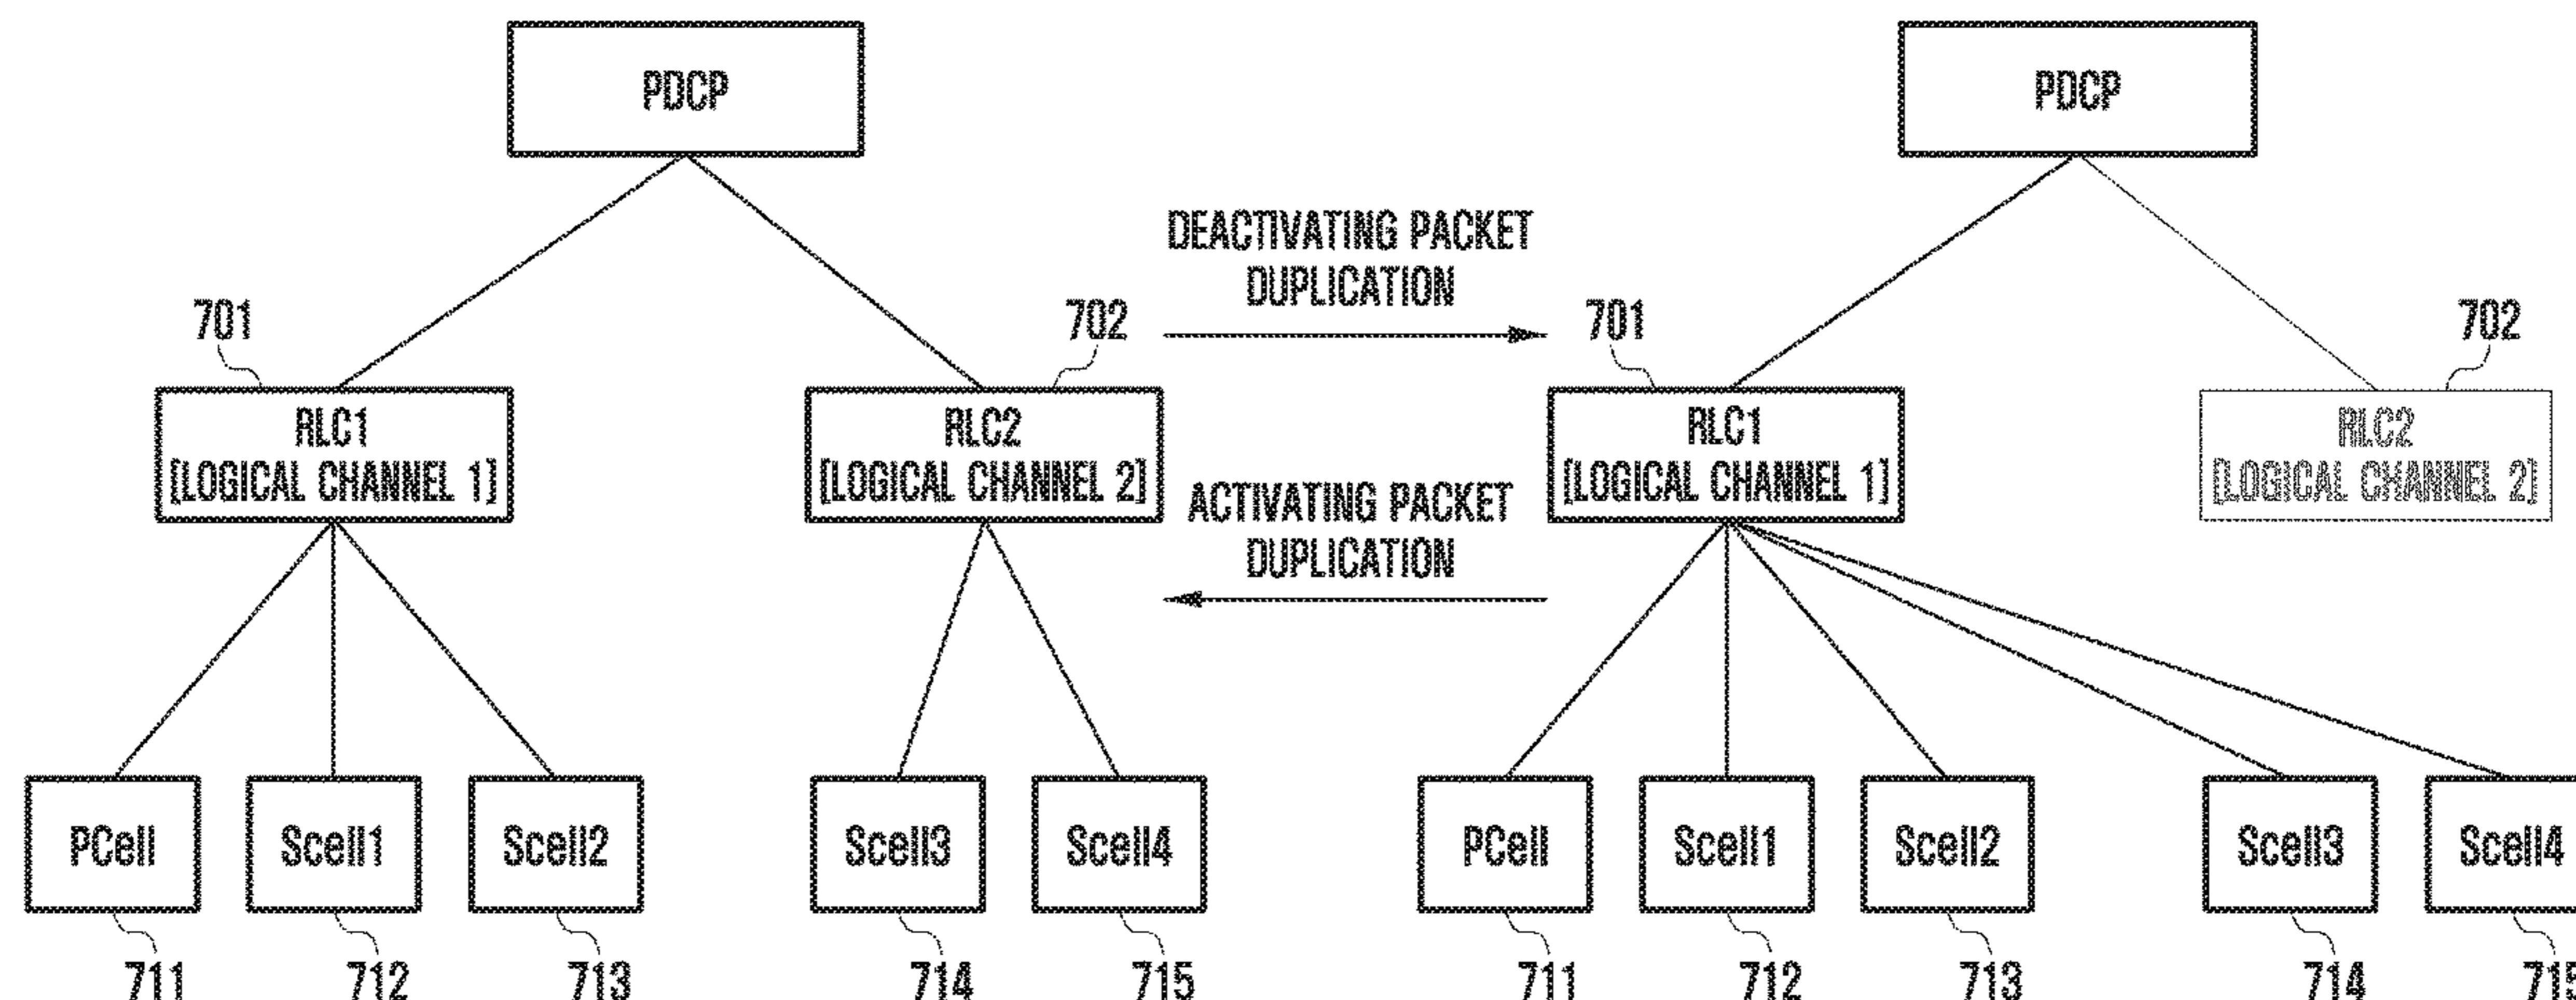 PDCP
PDCP
DEACTIVATING PACKET
DUPLICATION
701
702
701
702
RLC1
[LOGICAL CHANNEL 1]
RLC2
[LOGICAL CHANNEL 2]
RLC1
[LOGICAL CHANNEL 1]
RLC2
[LOGICAL CHANNEL 2]
ACTIVATING PACKET
DUPLICATION
PCell
Scell1
Scell2
Scell3
Scell4
PCell
Scell1
Scell2
Scell3
Scell4
711
712
713
714
715
711
712
713
714
715